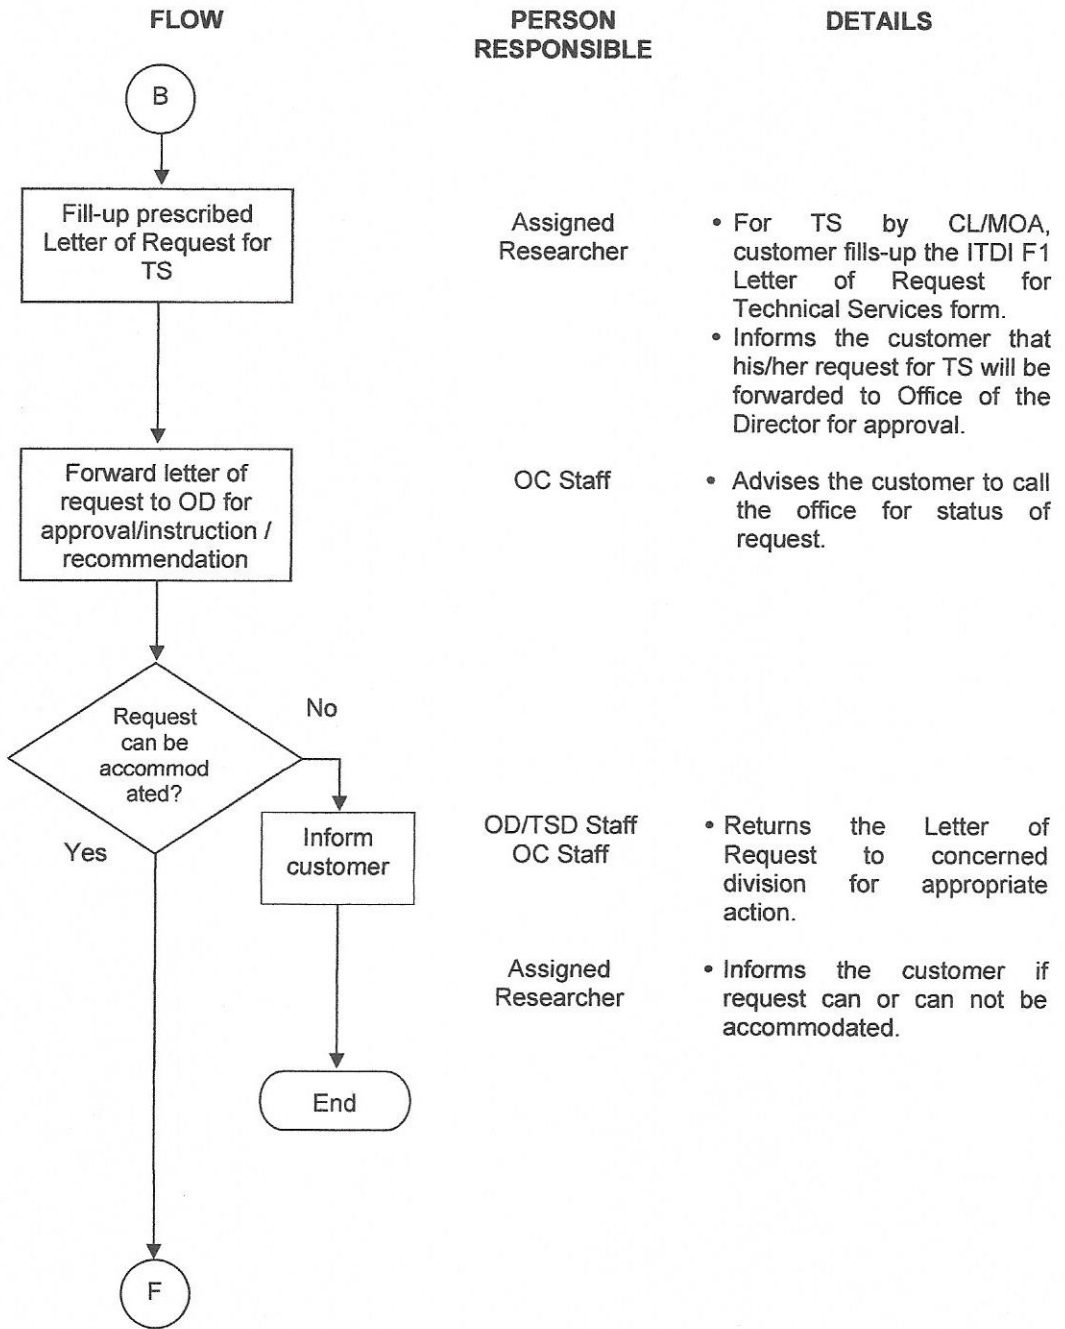 FLOW
PERSON
RESPONSIBLE
DETAILS
B
Fill-up prescribed
Letter of Request for
TS
Assigned
Researcher
• For TS by CL/MOA,
customer fills-up the ITDI F1
Letter of Request for
Technical Services form.
• Informs the customer that
his/her request for TS will be
forwarded to Office of the
Director for approval.
Forward letter of
request to OD for
approval/instruction /
recommendation
OC Staff
• Advises the customer to call
the office for status of
request.
Request
can be
accommod
ated?
No
Yes
Inform
customer
OD/TSD Staff
OC Staff
• Returns the Letter of
Request to concerned
division for appropriate
action.
Assigned
Researcher
• Informs the customer if
request can or can not be
accommodated.
End
F